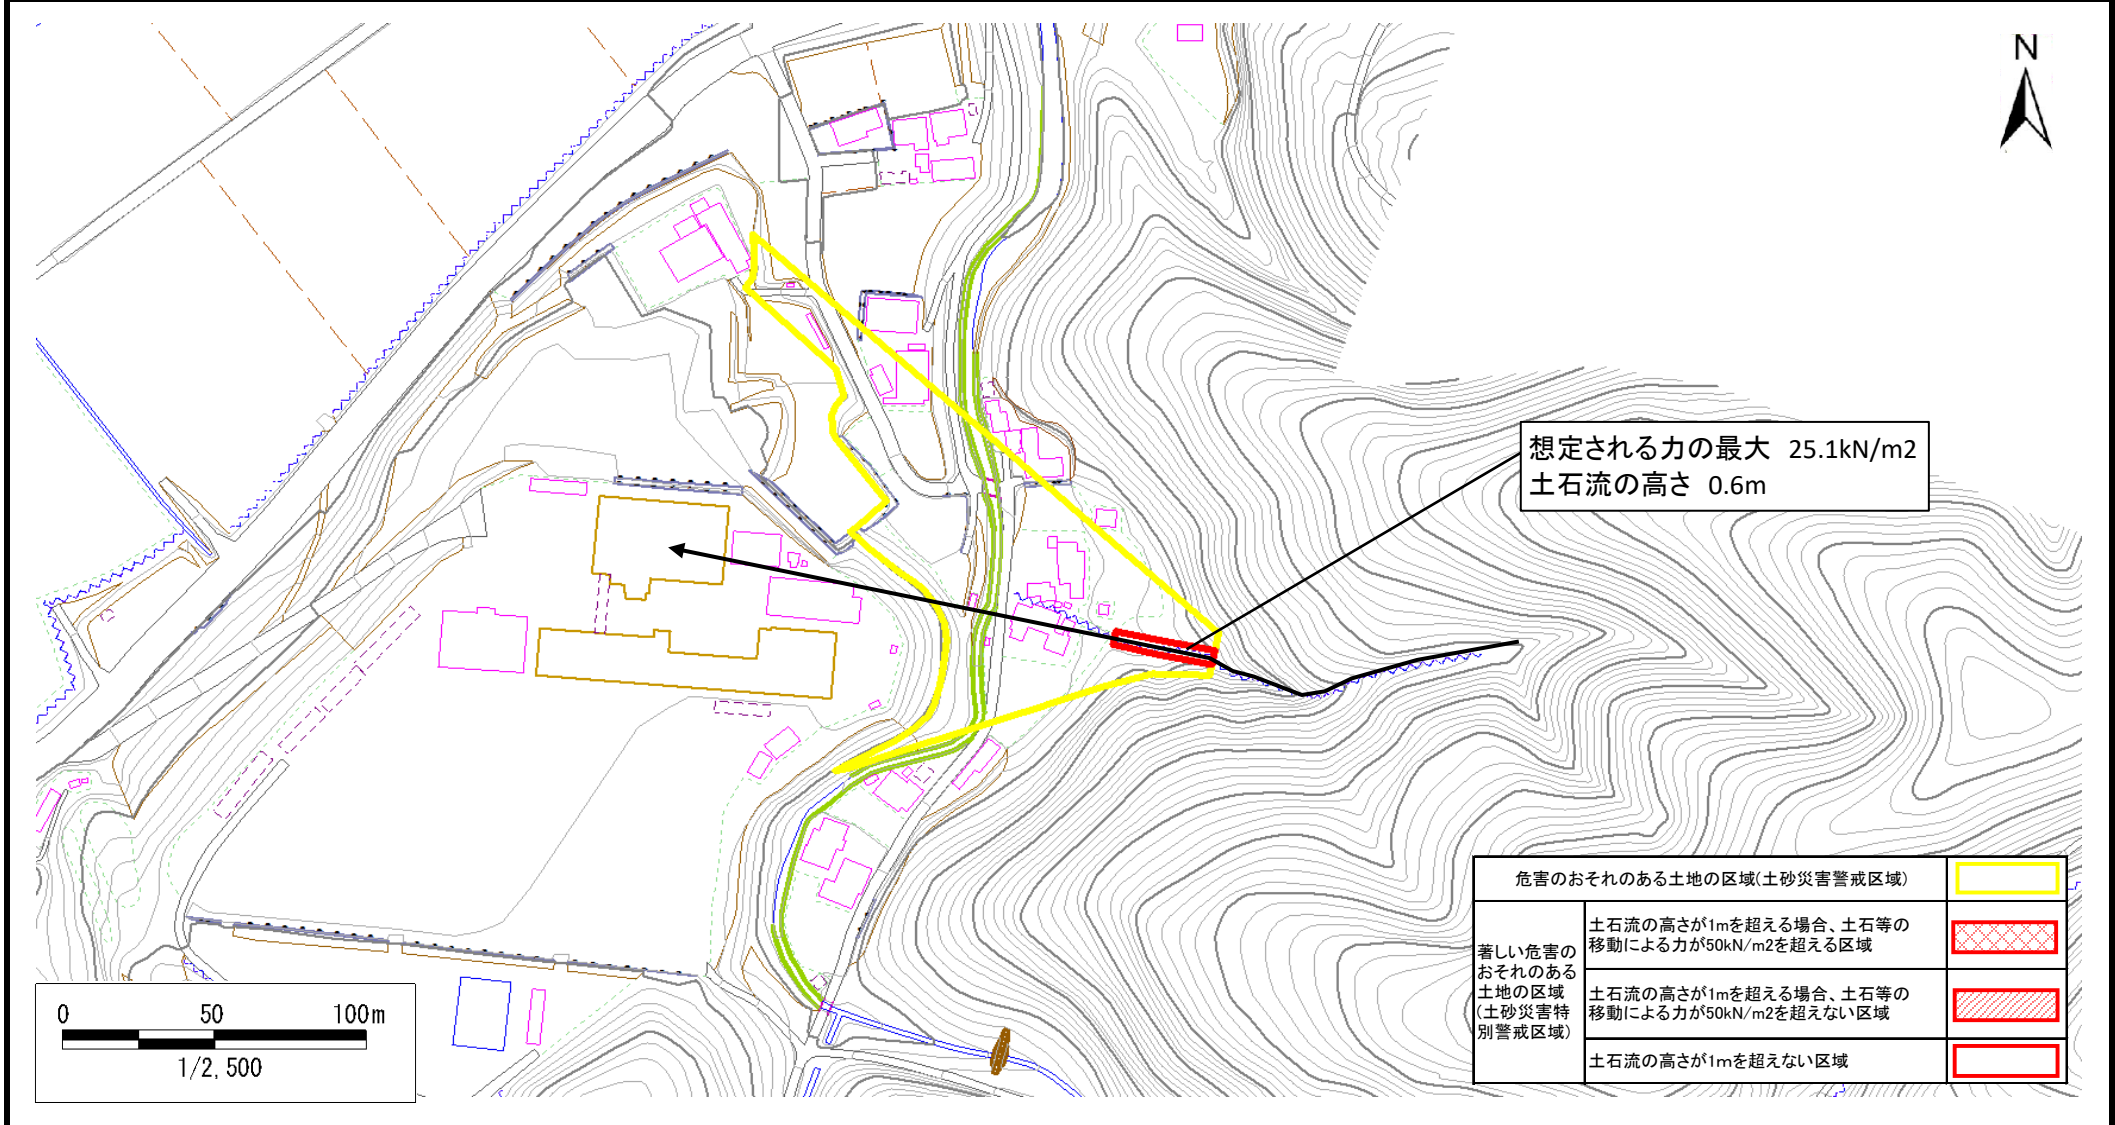 N
想定される力の最大 25.1kN/m2
土石流の高さ 0.6m
危害のおそれのある土地の区域(土砂災害警戒区域)
著しい危害の
おそれのある
土地の区域
(土砂災害特
別警戒区域)
土石流の高さが1mを超える場合、土石等の
移動による力が50kN/m2を超える区域
土石流の高さが1mを超える場合、土石等の
移動による力が50kN/m2を超えない区域
土石流の高さが1mを超えない区域
0 50 100m
1/2,500